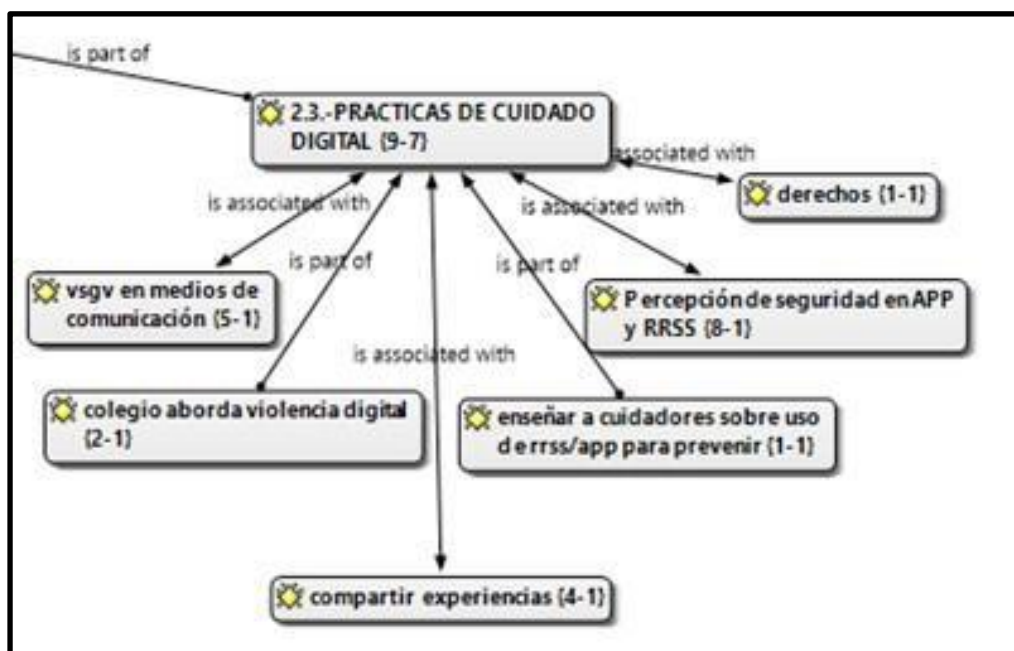 is part of
2.3.-PRACTICAS DE CUIDADO
DIGITAL {9-7}
associated with
derechos {1-1}
is associated with
is associated with
is part of
is part of
vsgv en medios de
comunicación {5-1}
Percepción de seguridad en APP
y RRSS {8-1}
is associated with
colegio aborda violencia digital
{2-1}
enseñar a cuidadores sobre uso
de rrss/app para prevenir {1-1}
compartir experiencias {4-1}